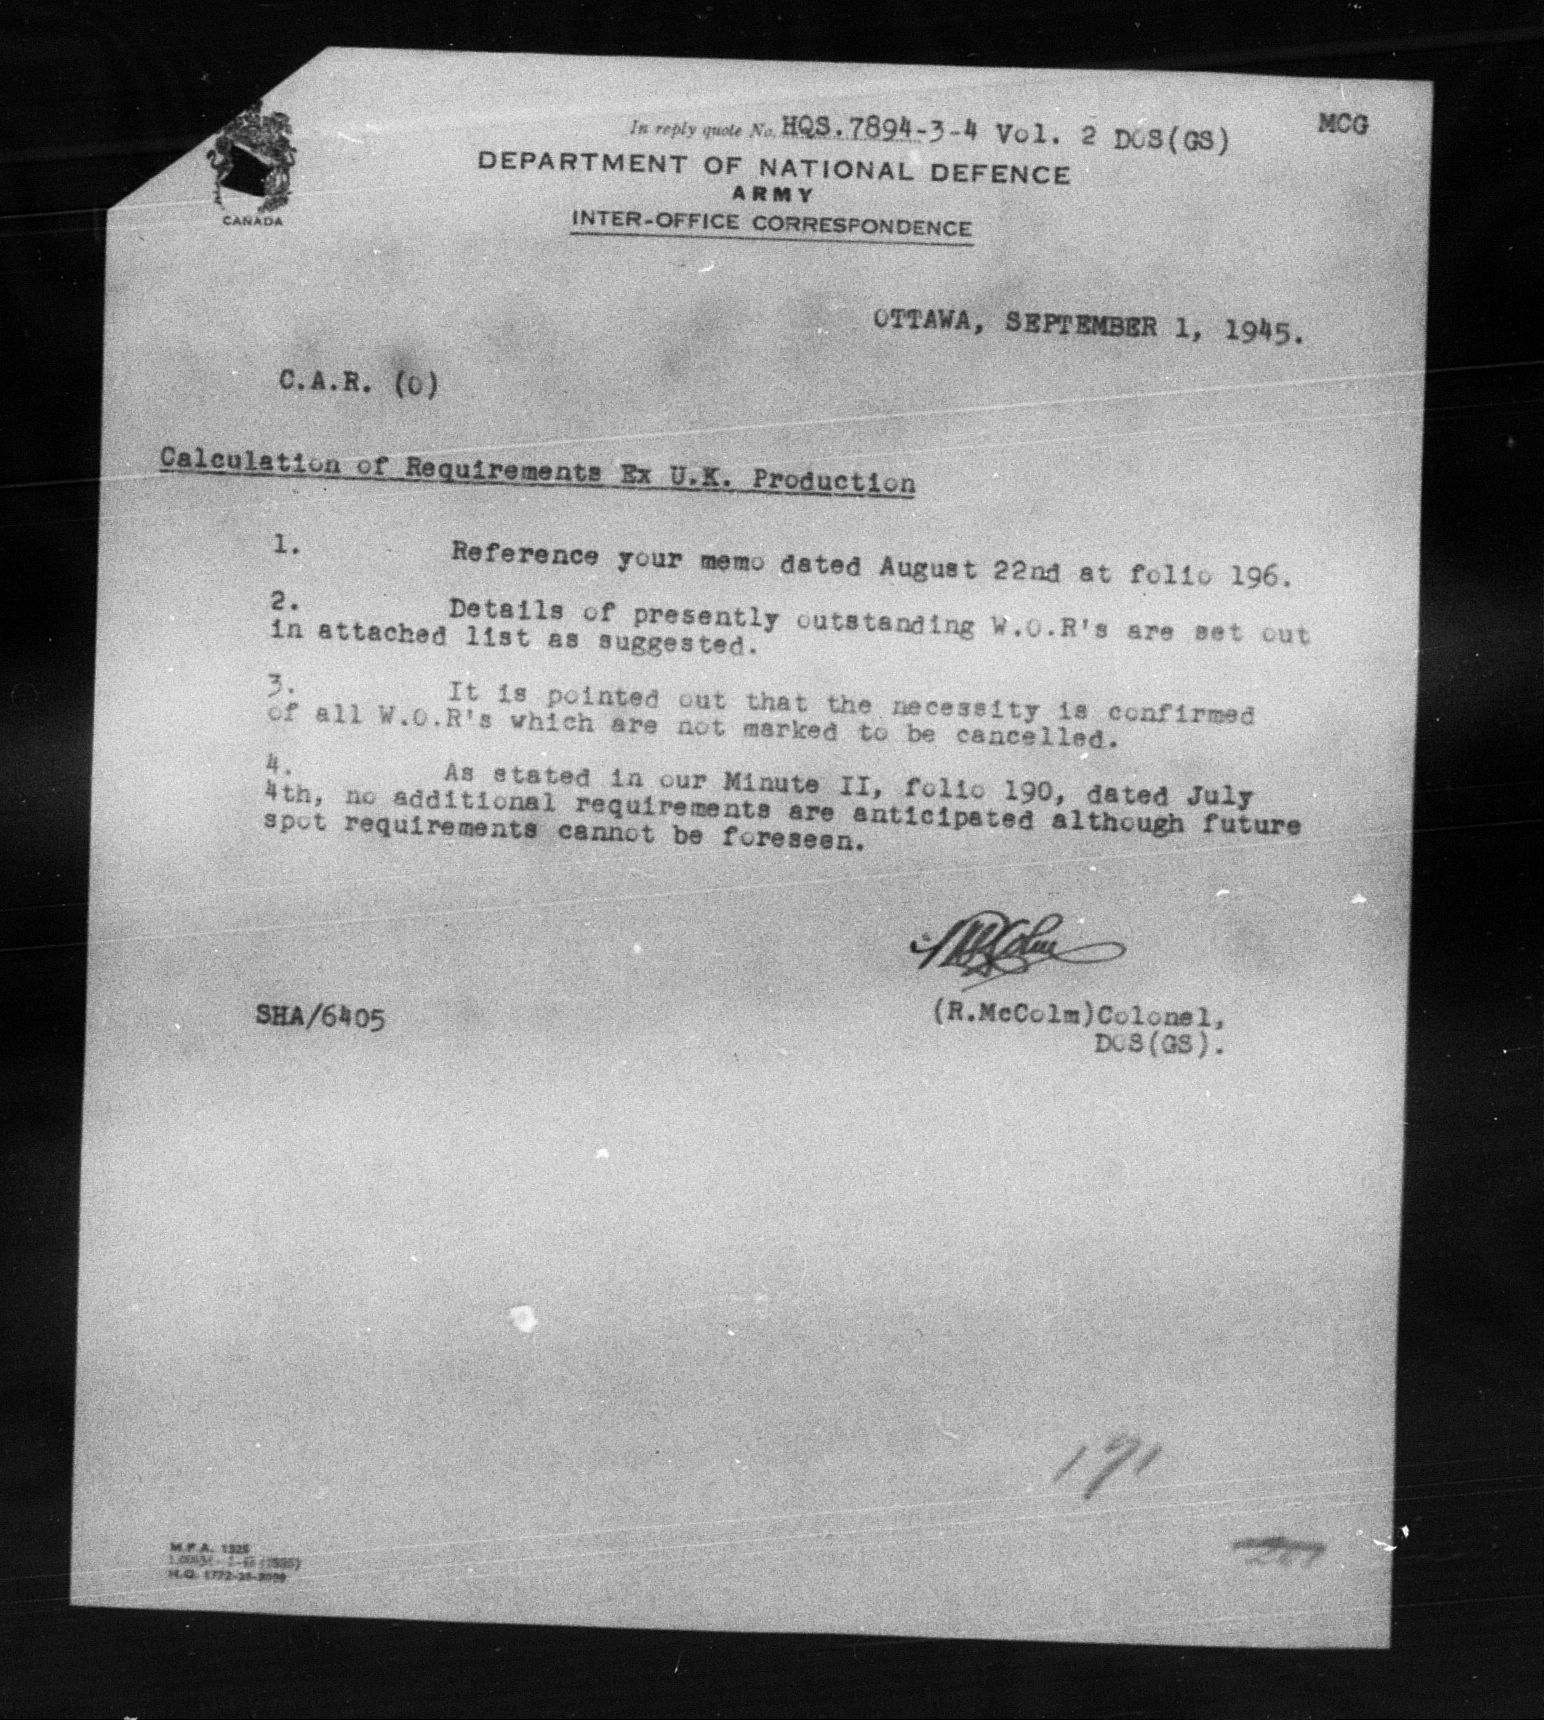 In reply quote No. HQS.7894-3-4 Vol. 2 DOS(GS)
MCG
DEPARTMENT OF NATIONAL DEFENCE
ARMY
INTER-OFFICE CORRESPONDENCE
CANADA
OTTAWA, SEPTEMBER 1, 1945.
C.A.R. (O)
Calculation of Requirements Ex U.K. Production
1. Reference your memo dated August 22nd at folio 196.
2. Details of presently outstanding W.O.R's are set out
in attached list as suggested.
3. It is pointed out that the necessity is confirmed
of all W.O.R's which are not marked to be cancelled.
4. As stated in our Minute II, folio 190, dated July
4th, no additional requirements are anticipated although future
spot requirements cannot be foreseen.
SHA/6405
(R.McColm)Colonel,
DOS(GS).
191
M.F.A. 1325